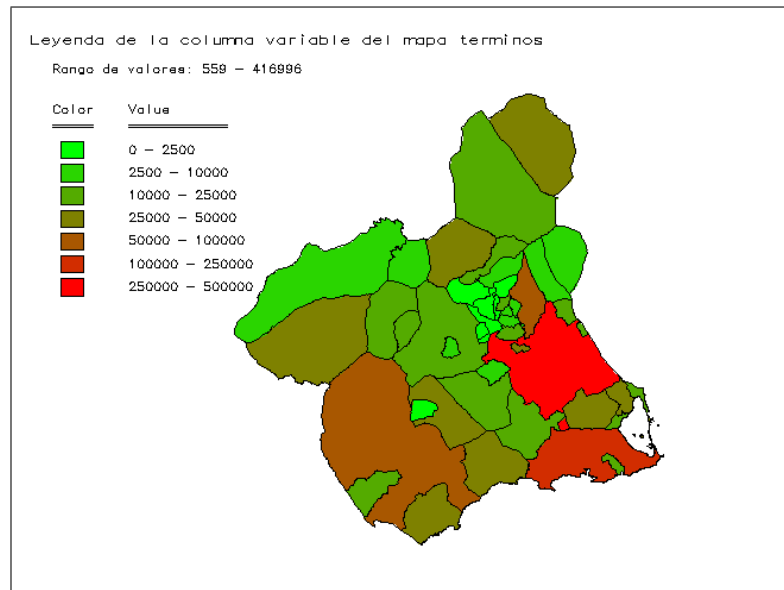 Leyenda de la columna variable del mapa terminos
Rango de valores: 559 - 416996
Color Value
0 - 2500
2500 - 10000
10000 - 25000
25000 - 50000
50000 - 100000
100000 - 250000
250000 - 500000